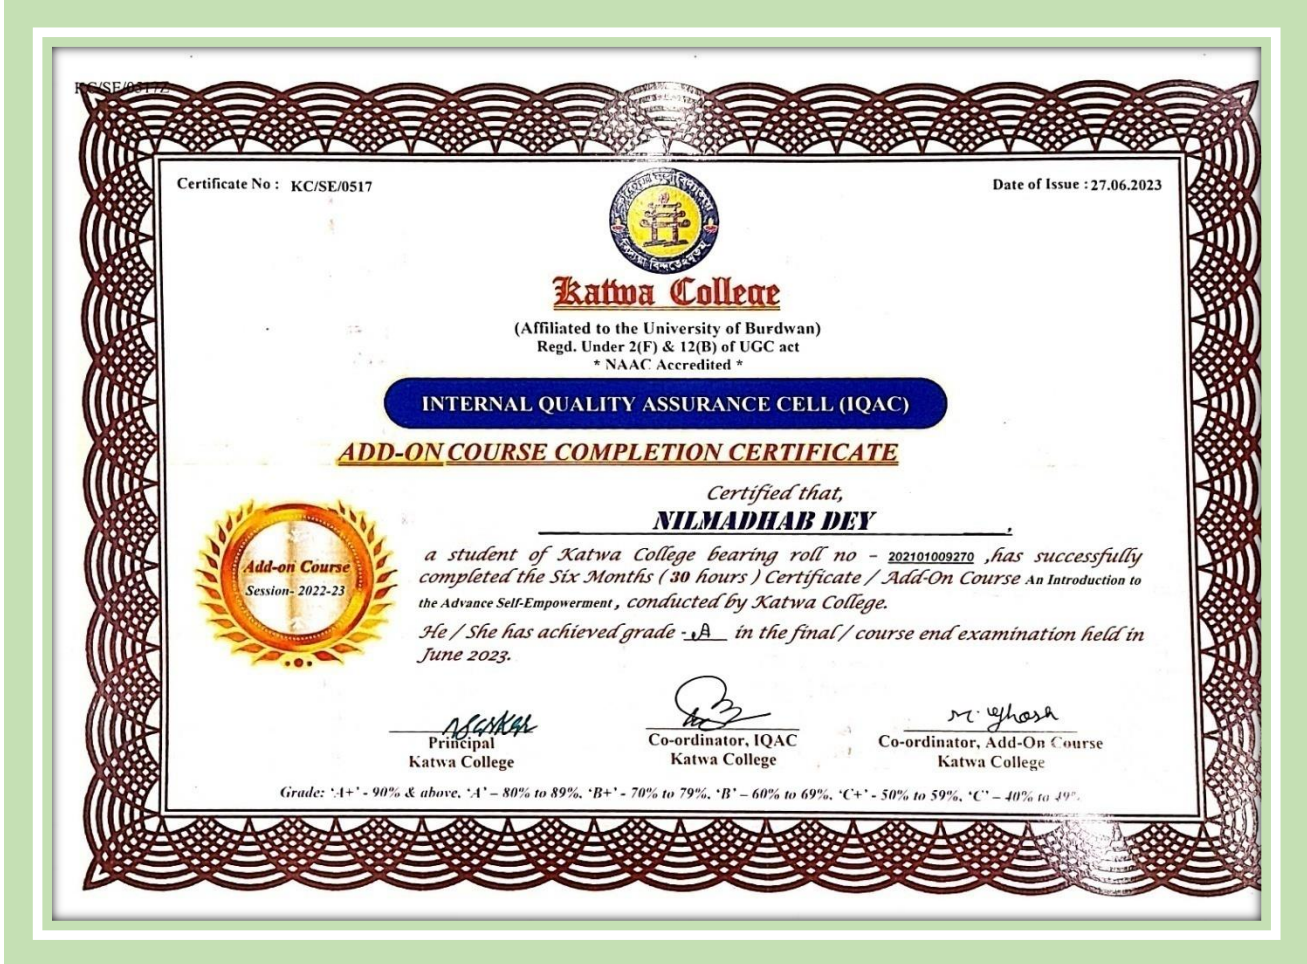 KC/SE/0517
Certificate No : KC/SE/0517
Date of Issue : 27.06.2023
Katwa College
(Affiliated to the University of Burdwan)
Regd. Under 2(F) & 12(B) of UGC act
* NAAC Accredited *
INTERNAL QUALITY ASSURANCE CELL (IQAC)
ADD-ON COURSE COMPLETION CERTIFICATE
Certified that,
NILMADHAB DEY
Add-on Course
Session- 2022-23
a student of Katwa College bearing roll no - 202101009270 ,has successfully
completed the Six Months ( 30 hours ) Certificate / Add-On Course An Introduction to
the Advance Self-Empowerment , conducted by Katwa College.
He / She has achieved grade - A in the final / course end examination held in
June 2023.
M. Ghosh
Principal
Katwa College
Co-ordinator, IQAC
Katwa College
Co-ordinator, Add-On Course
Katwa College
Grade: 'A+' - 90% & above, 'A' – 80% to 89%, 'B+' - 70% to 79%, 'B' – 60% to 69%, 'C+' - 50% to 59%, 'C' – 40% to 49%.